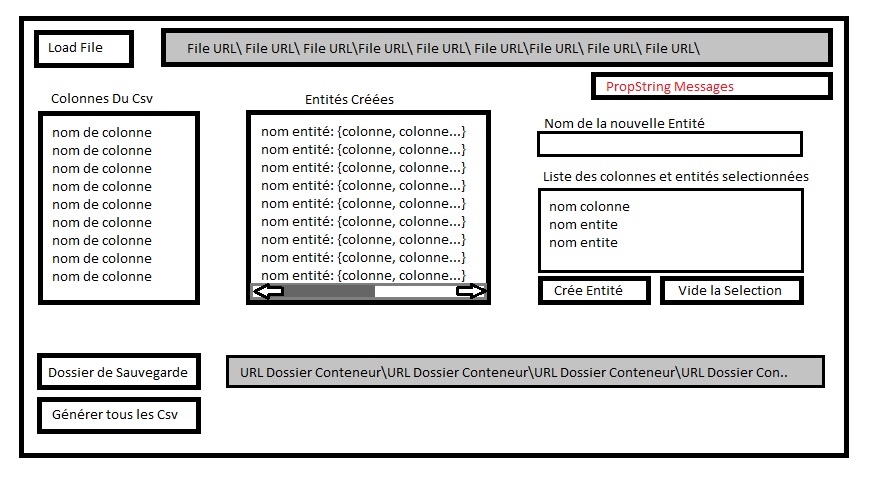 Load File
File URL\ File URL\ File URL\File URL\ File URL\ File URL\File URL\ File URL\ File URL\
PropString Messages
Colonnes Du Csv
nom de colonne
nom de colonne
nom de colonne
nom de colonne
nom de colonne
nom de colonne
nom de colonne
nom de colonne
nom de colonne
Entités Créées
nom entité: {colonne, colonne...}
nom entité: {colonne, colonne...}
nom entité: {colonne, colonne...}
nom entité: {colonne, colonne...}
nom entité: {colonne, colonne...}
nom entité: {colonne, colonne...}
nom entité: {colonne, colonne...}
nom entité: {colonne, colonne...}
nom entité: {colonne, colonne...}
Nom de la nouvelle Entité
Liste des colonnes et entités selectionnées
nom colonne
nom entite
nom entite
Crée Entité
Vide la Selection
Dossier de Sauvegarde
URL Dossier Conteneur\URL Dossier Conteneur\URL Dossier Conteneur\URL Dossier Con..
Générer tous les Csv